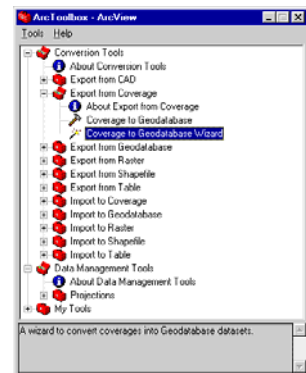 ArcToolbox - ArcView
Tools Help
Conversion Tools
About Conversion Tools
Export from CAD
Export from Coverage
About Export from Coverage
Coverage to Geodatabase
Coverage to Geodatabase Wizard
Export from Geodatabase
Export from Raster
Export from Shapefile
Export from Table
Import to Coverage
Import to Geodatabase
Import to Raster
Import to Shapefile
Import to Table
Data Management Tools
About Data Management Tools
Projections
My Tools
A wizard to convert coverages into Geodatabase datasets.